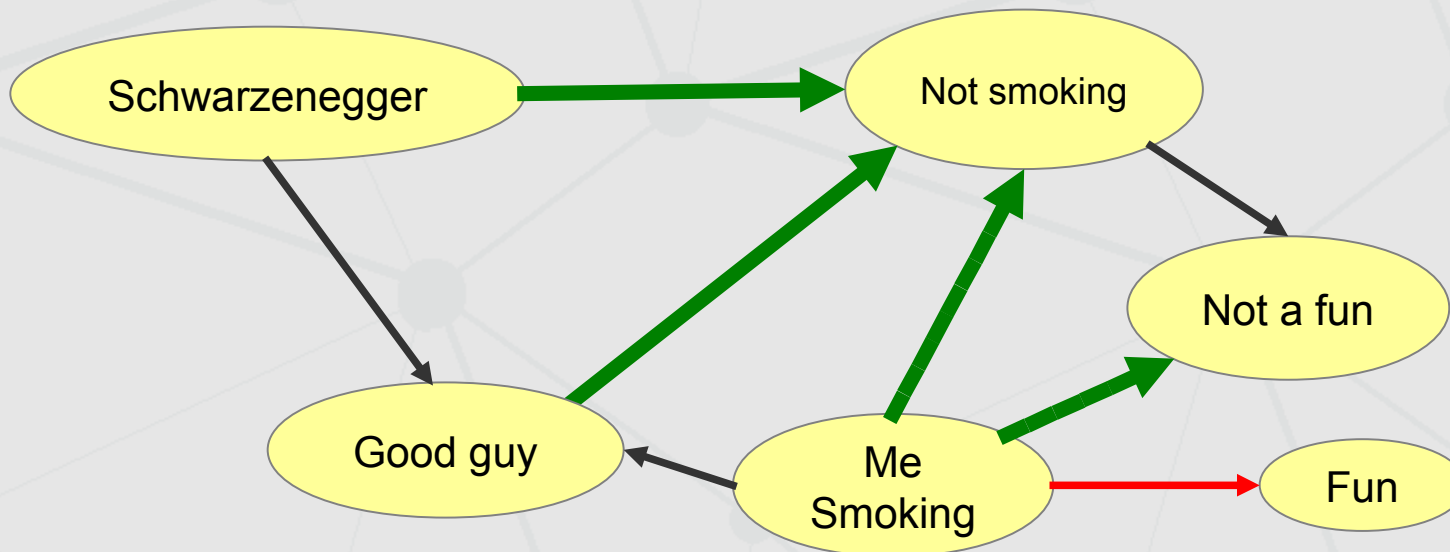 Schwarzenegger
Not smoking
Not a fun
Good guy
Me
Smoking
Fun